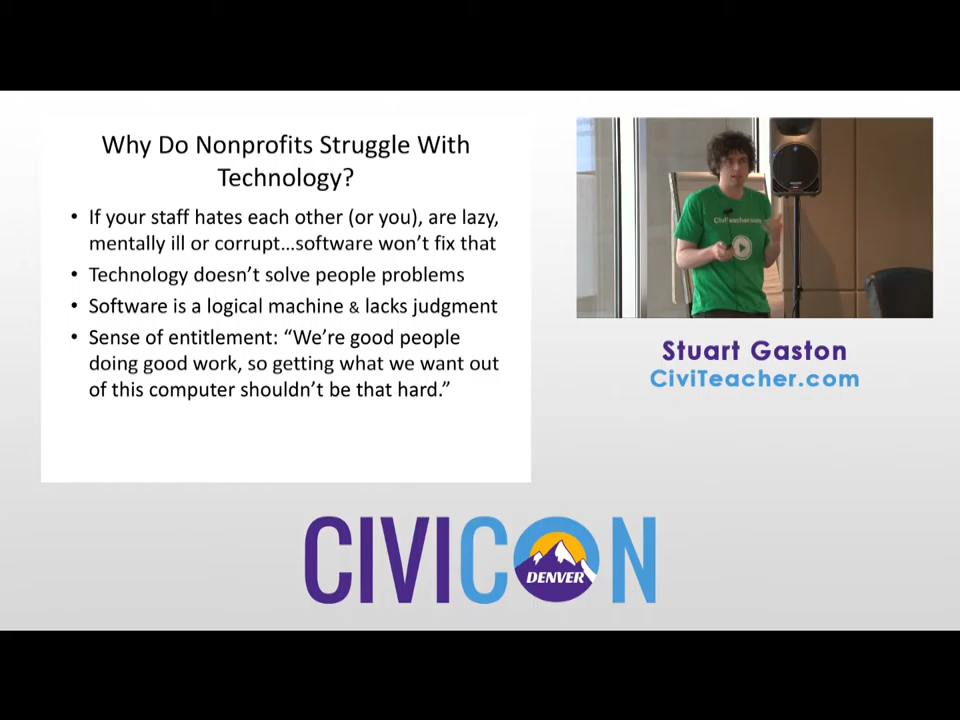 Why Do Nonprofits Struggle With
Technology?
• If your staff hates each other (or you), are lazy,
mentally ill or corrupt...software won't fix that
• Technology doesn't solve people problems
• Software is a logical machine & lacks judgment
• Sense of entitlement: “We're good people
doing good work, so getting what we want out
of this computer shouldn't be that hard.”
CiviTeacher.com
Stuart Gaston
CiviTeacher.com
CIVICON
DENVER